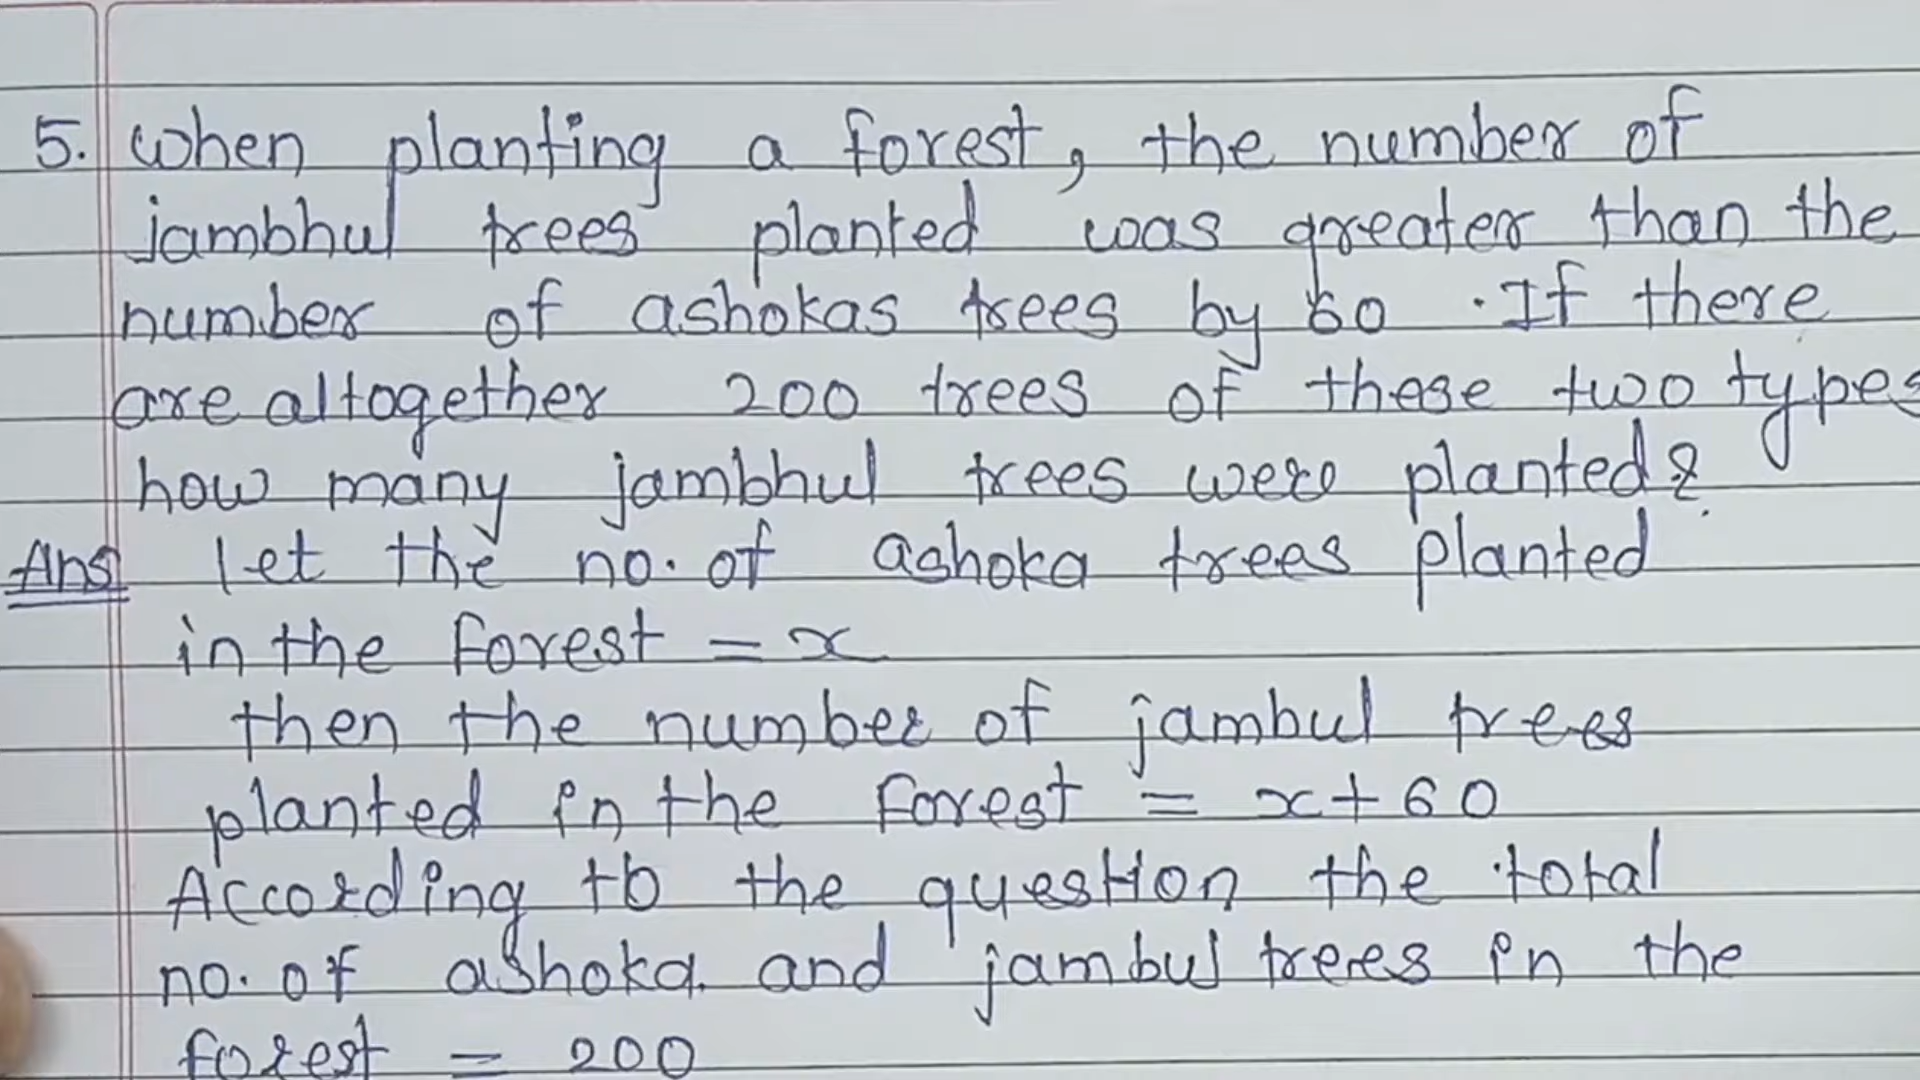 5. When planting a forest, the number of
jambhul trees planted was greater than the
number of ashokas trees by 60. If there
are altogether 200 trees of these two types
how many jambhul trees were planted?
Ans let the no. of ashoka trees planted
in the forest = x
then the number of jambul trees
planted in the forest = x+60
According to the question the total
no. of ashoka and jambul trees in the
forest = 200